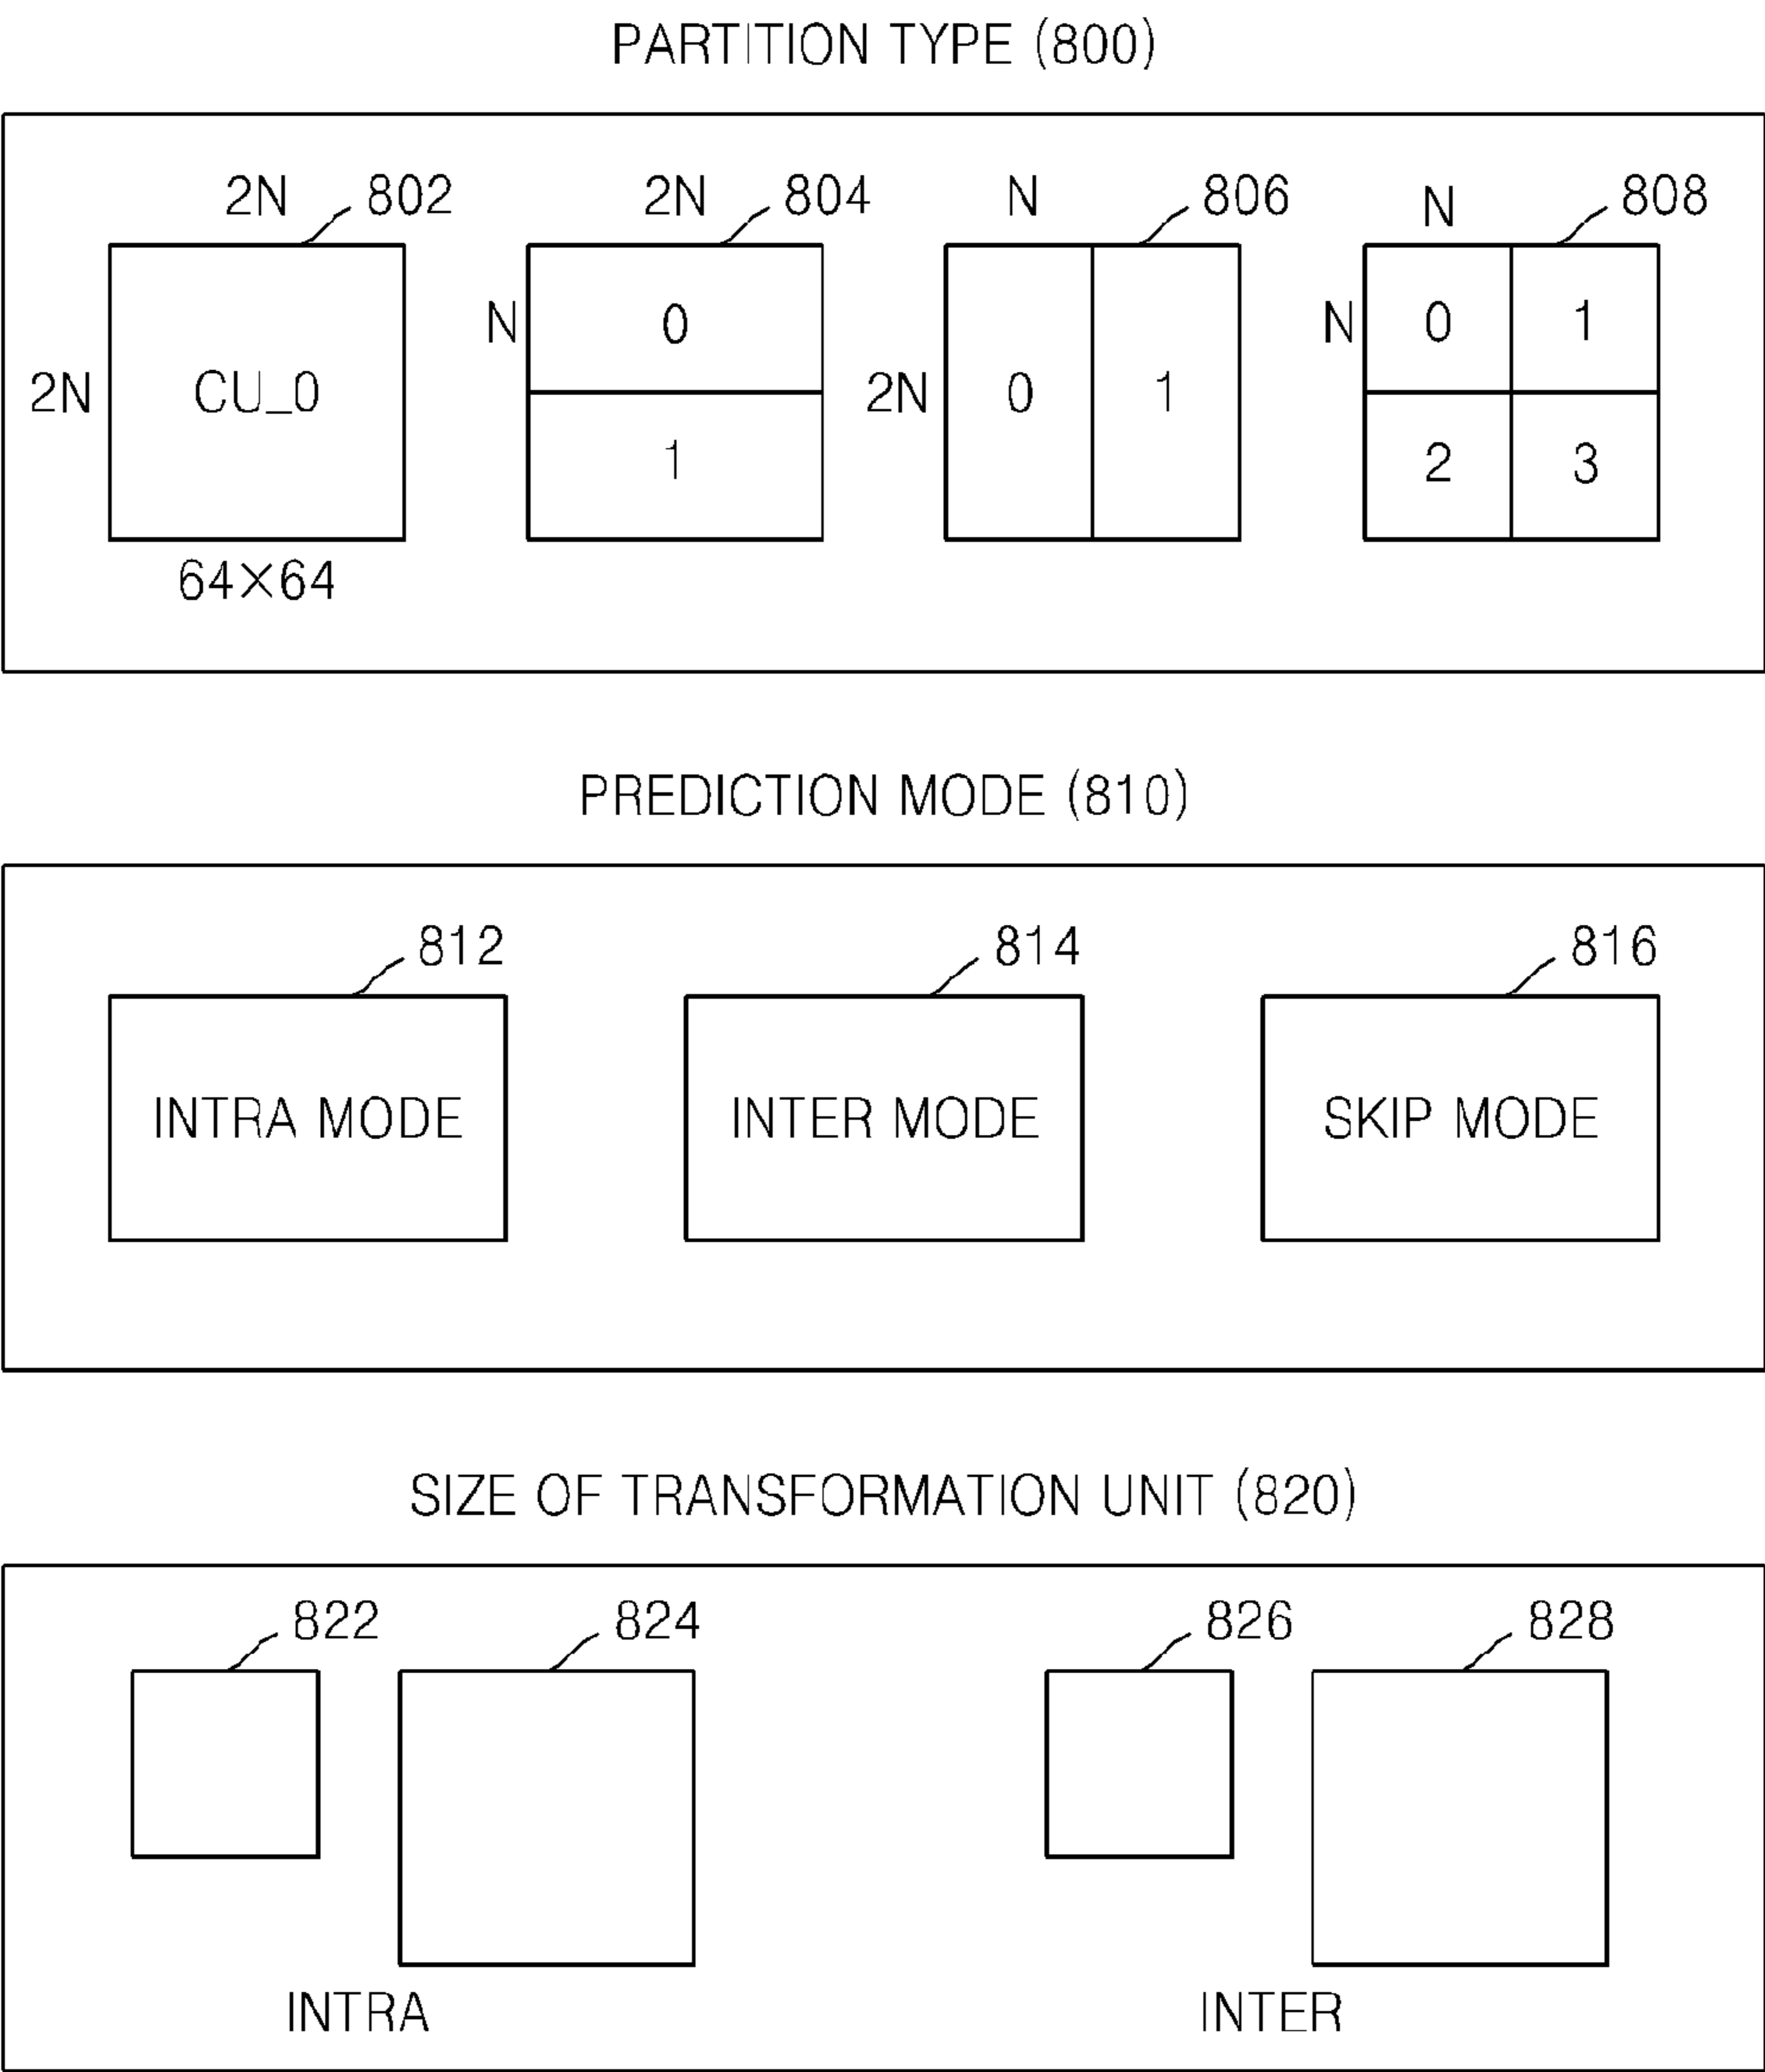 PARTITION TYPE (800)
2N 802 2N 804 N 806 N 808
2N CU_0 N 0 1 2N 0 1 N 0 1 2 3
64×64
PREDICTION MODE (810)
812 814 816
INTRA MODE INTER MODE SKIP MODE
SIZE OF TRANSFORMATION UNIT (820)
822 824 826 828
INTRA INTER